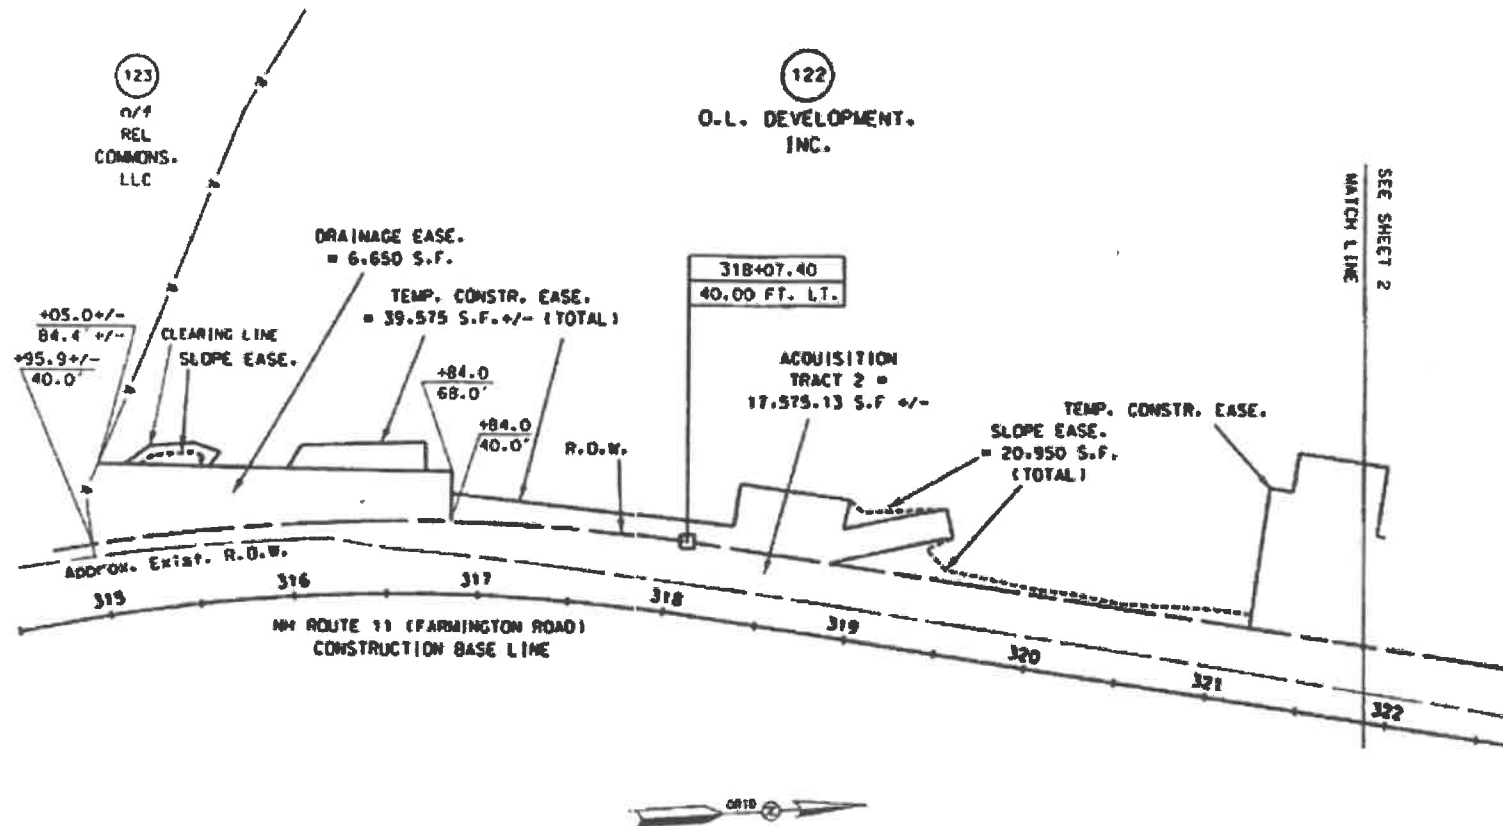 123
n/f
REL
COMMONS.
LLC
122
O.L. DEVELOPMENT.
INC.
SEE SHEET 2
MATCH LINE
DRAINAGE EASE.
= 6.650 S.F.
TEMP. CONSTR. EASE.
= 39.575 S.F.+/- (TOTAL)
318+07.40
40.00 FT. LT.
+05.0+/-
84.4' +/-
+95.9+/-
40.0'
CLEARING LINE
SLOPE EASE.
+84.0
68.0'
+84.0
40.0'
R.O.W.
ACQUISITION
TRACT 2 =
17.575.13 S.F +/-
TEMP. CONSTR. EASE.
SLOPE EASE.
= 20.950 S.F.
(TOTAL)
Approx. Exist. R.O.W.
315
316
317
318
319
320
321
322
NH ROUTE 11 (FARMINGTON ROAD)
CONSTRUCTION BASE LINE
GRID